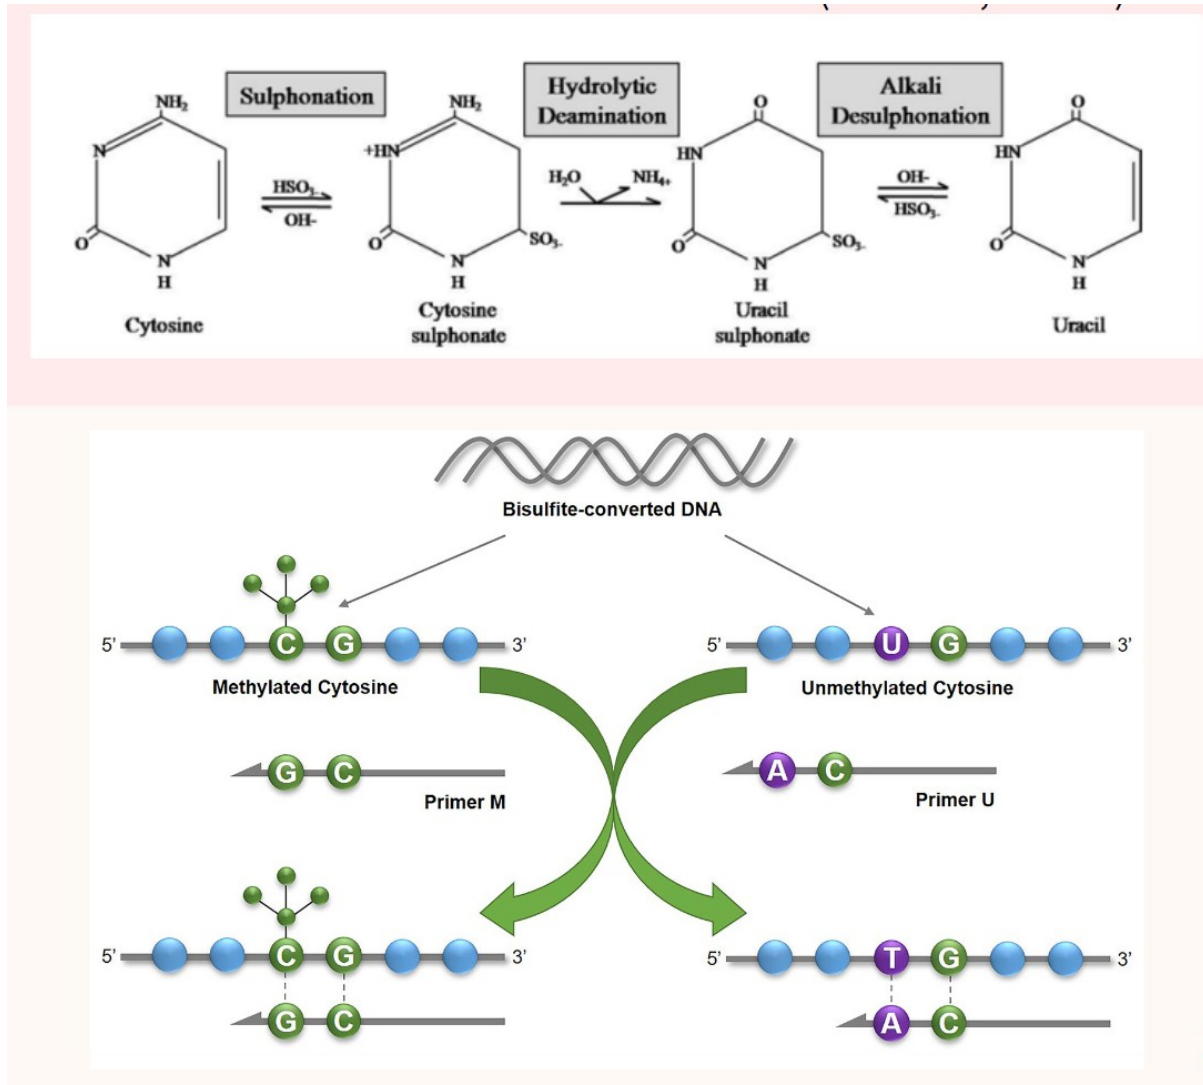 Sulphonation
Hydrolytic
Deamination
Alkali
Desulphonation
NH2
N
O
N
H
HSO3-
OH-
NH2
+HN
O
N
H
SO3-
H2O
NH4+
O
HN
O
N
H
SO3-
OH-
HSO3-
O
HN
O
N
H
Cytosine
Cytosine
sulphonate
Uracil
sulphonate
Uracil
Bisulfite-converted DNA
5’ C G 3’
Methylated Cytosine
5’ U G 3’
Unmethylated Cytosine
G C
Primer M
A C
Primer U
5’ C G 3’
G C
5’ T G 3’
A C